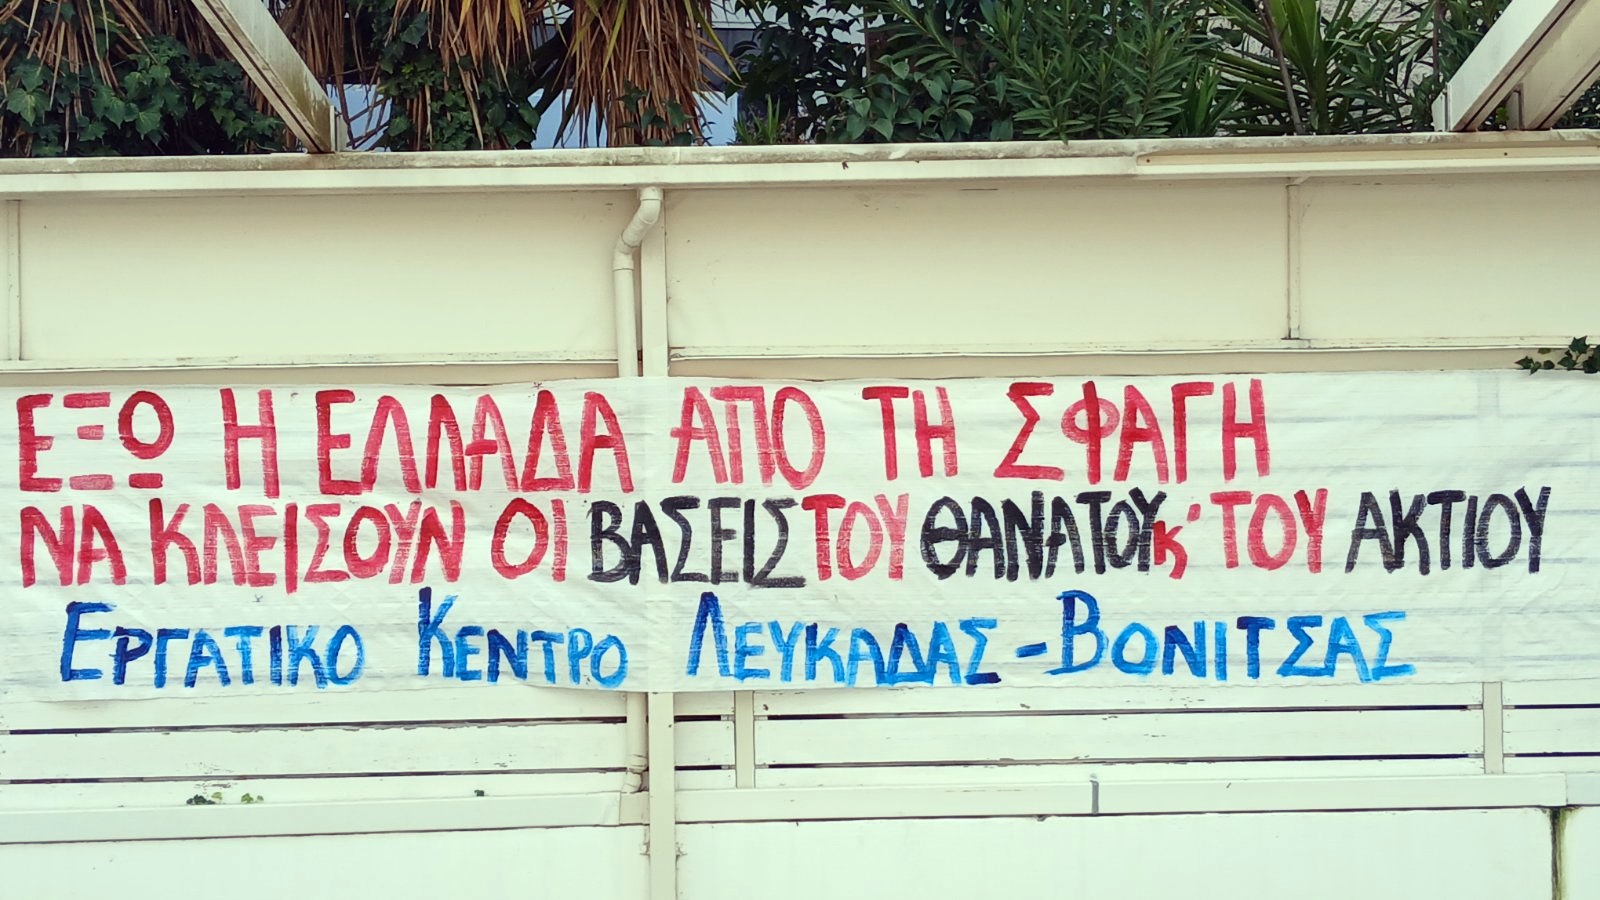 ΕΞΩ Η ΕΛΛΑΔΑ ΑΠΟ ΤΗ ΣΦΑΓΗ
ΝΑ ΚΛΕΙΣΟΥΝ ΟΙ ΒΑΣΕΙΣ ΤΟΥ ΘΑΝΑΤΟΥ κ' ΤΟΥ ΑΚΤΙΟΥ
ΕΡΓΑΤΙΚΟ ΚΕΝΤΡΟ ΛΕΥΚΑΔΑΣ - ΒΟΝΙΤΣΑΣ